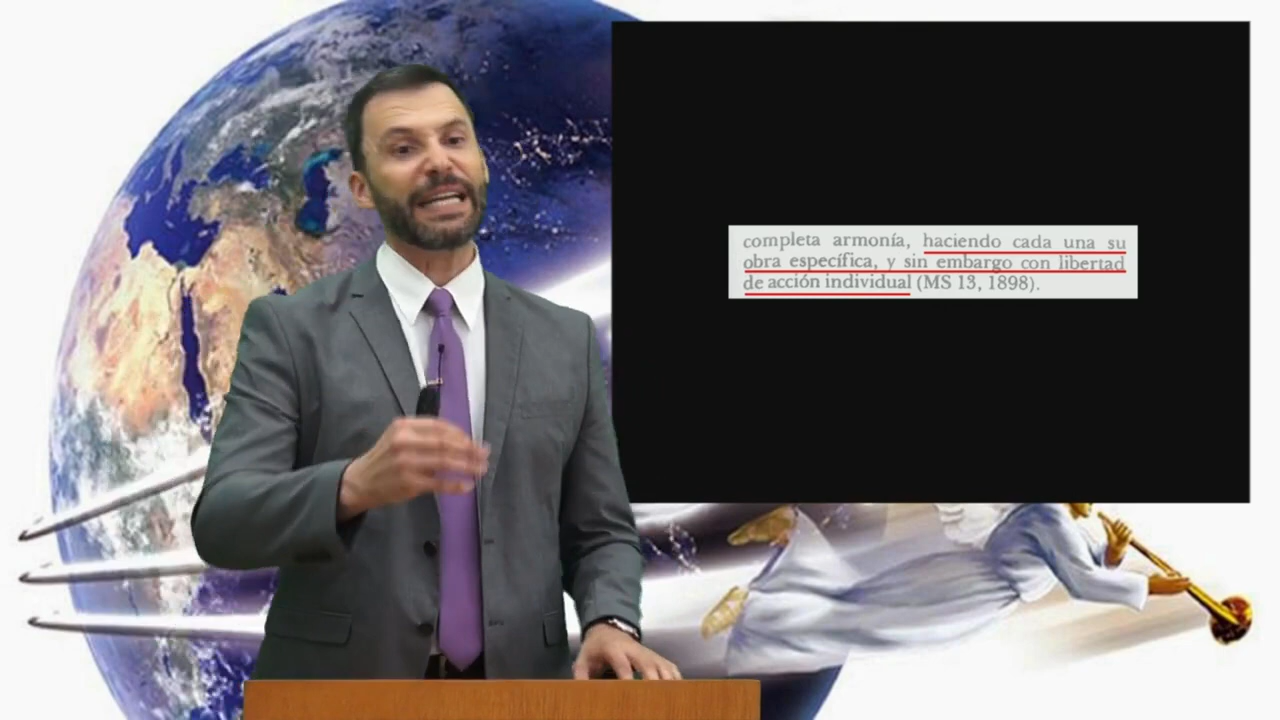 completa armonía, haciendo cada una su
obra específica, y sin embargo con libertad
de acción individual (MS 13, 1898).